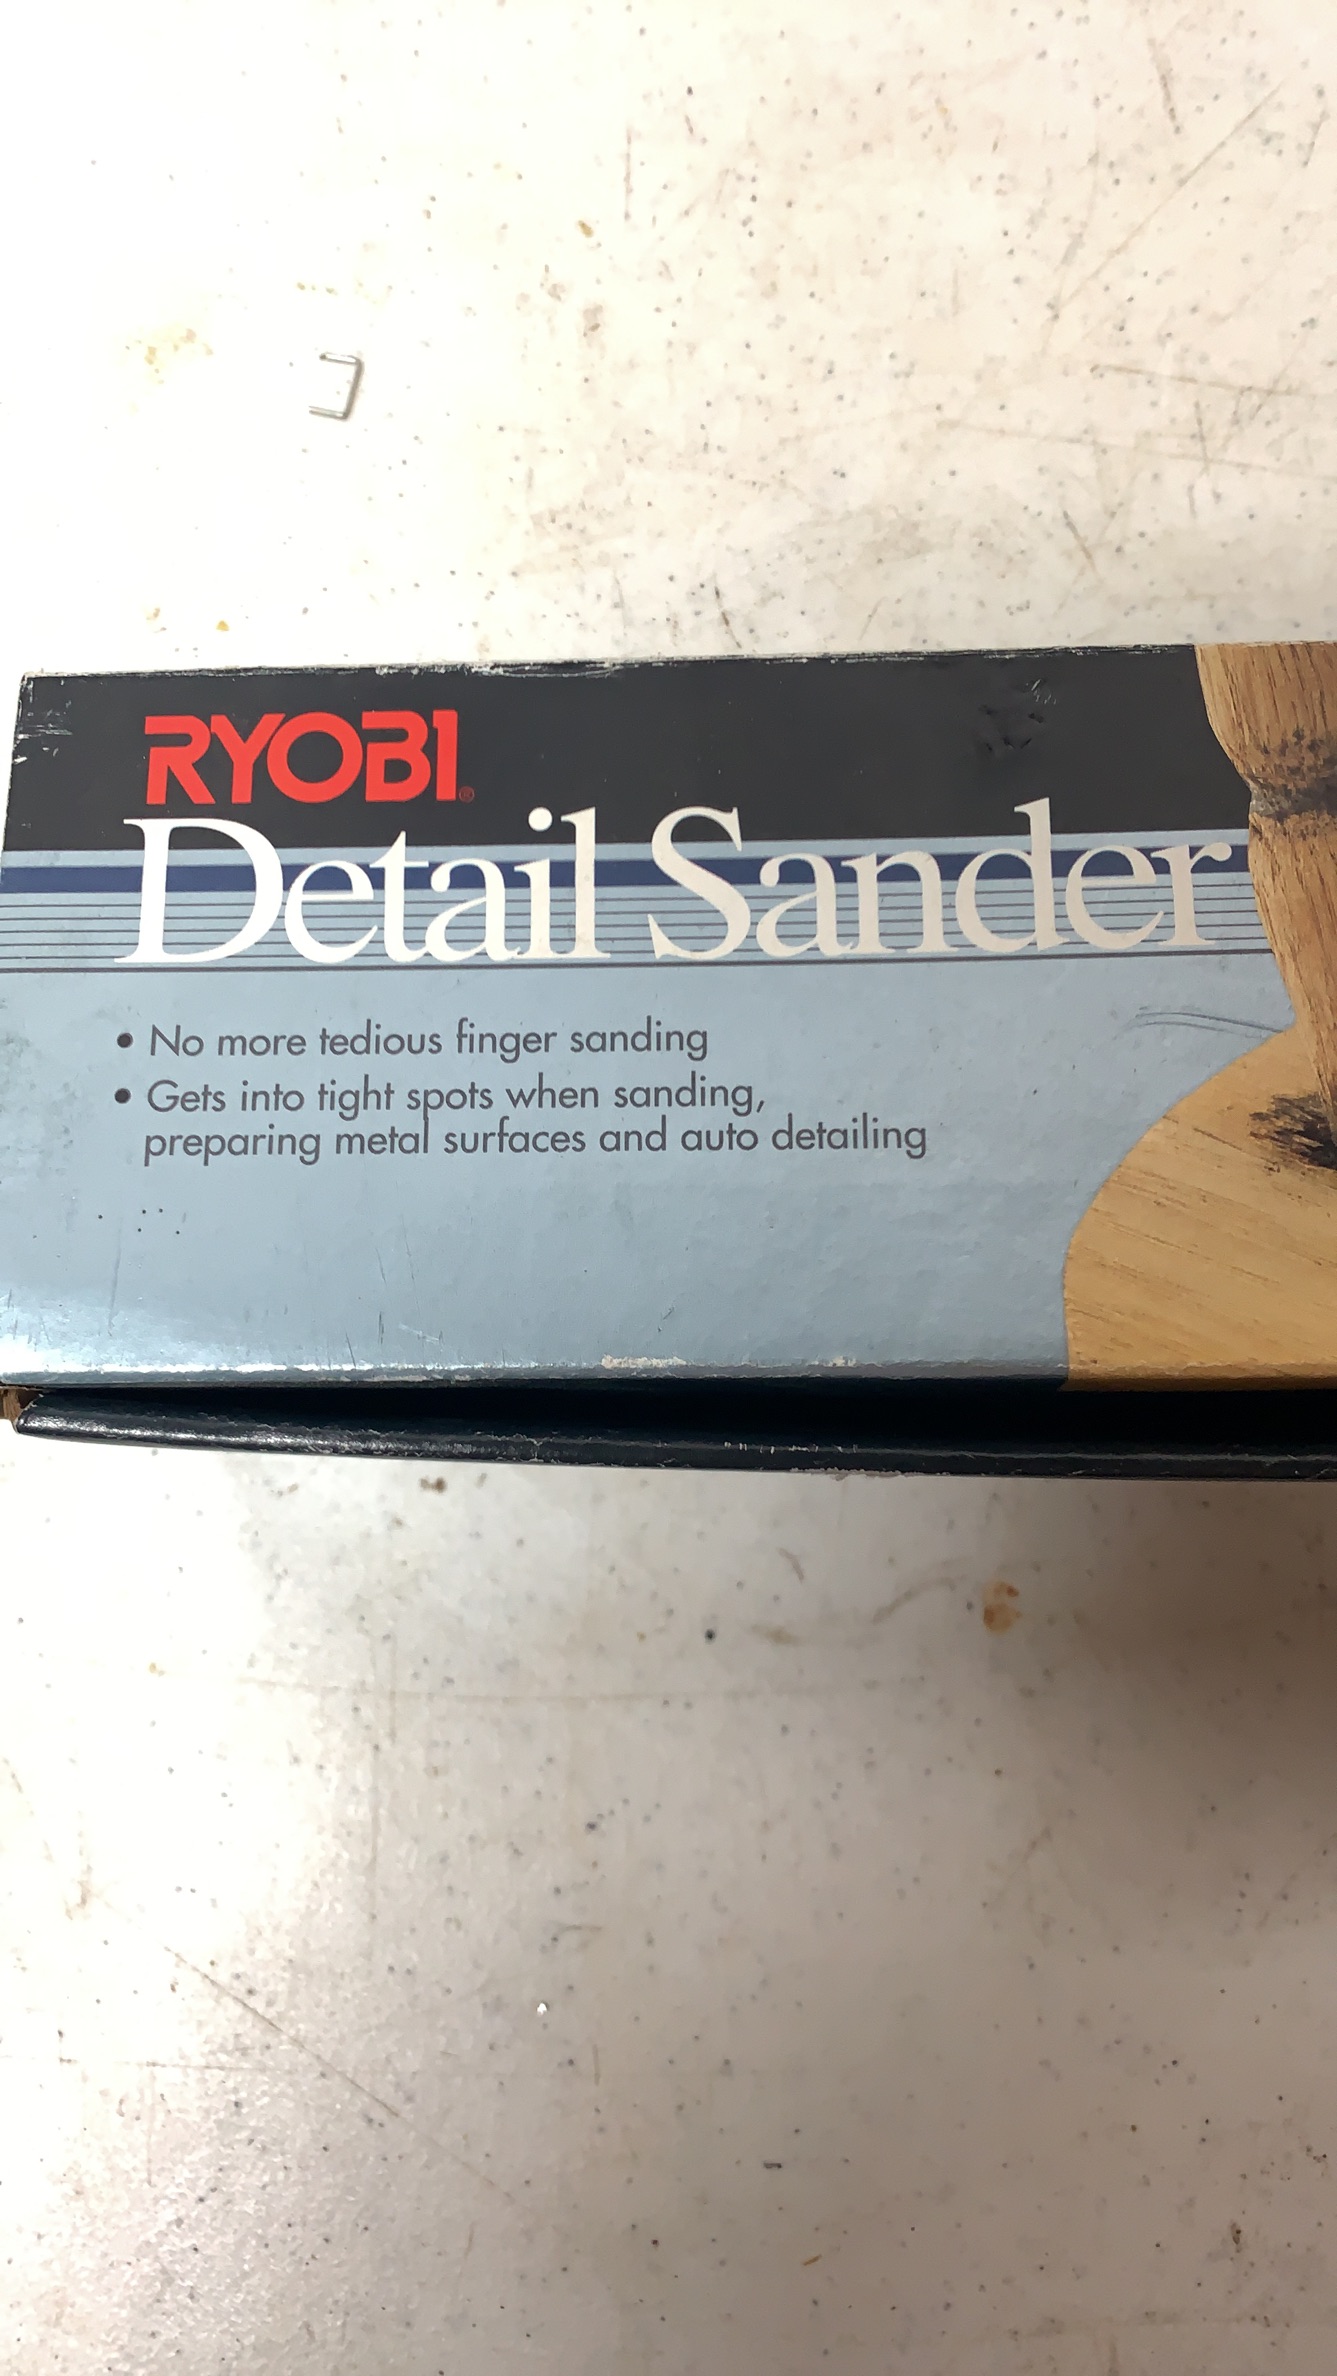 RYOBI®
Detail Sander
• No more tedious finger sanding
• Gets into tight spots when sanding,
preparing metal surfaces and auto detailing